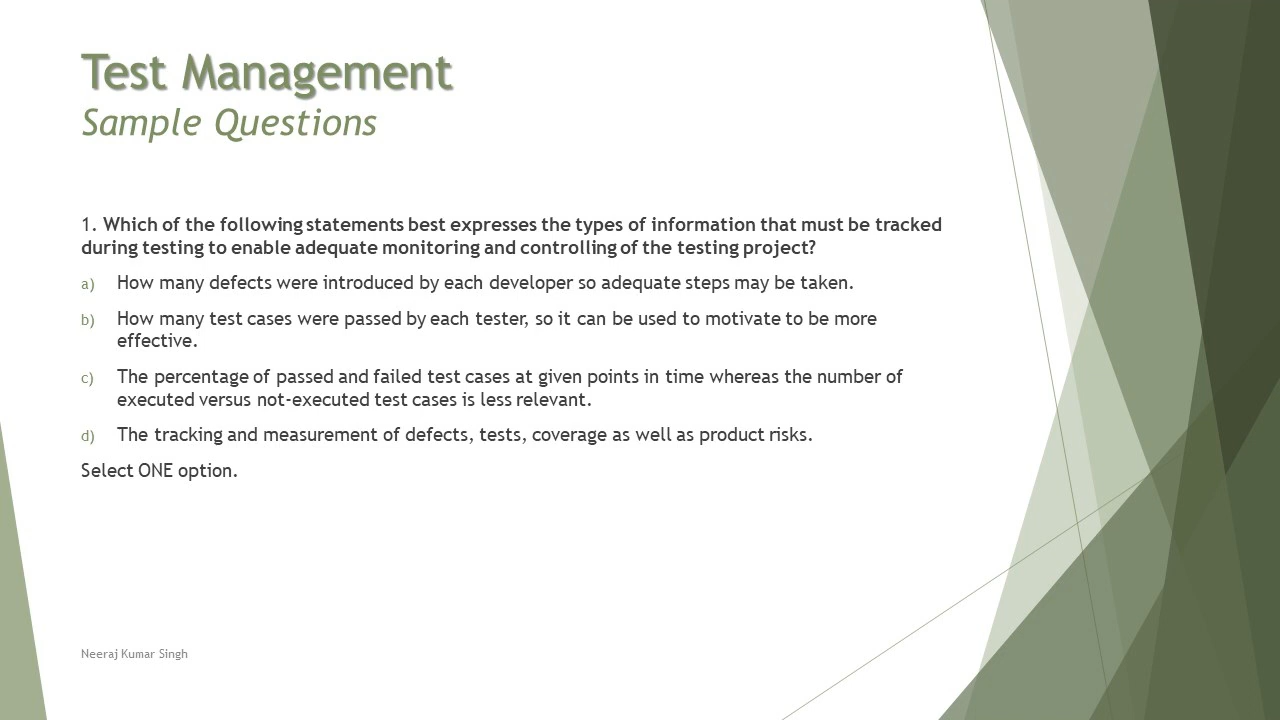 Test Management
Sample Questions
1. Which of the following statements best expresses the types of information that must be tracked
during testing to enable adequate monitoring and controlling of the testing project?
a) How many defects were introduced by each developer so adequate steps may be taken.
b) How many test cases were passed by each tester, so it can be used to motivate to be more
effective.
c) The percentage of passed and failed test cases at given points in time whereas the number of
executed versus not-executed test cases is less relevant.
d) The tracking and measurement of defects, tests, coverage as well as product risks.
Select ONE option.
Neeraj Kumar Singh